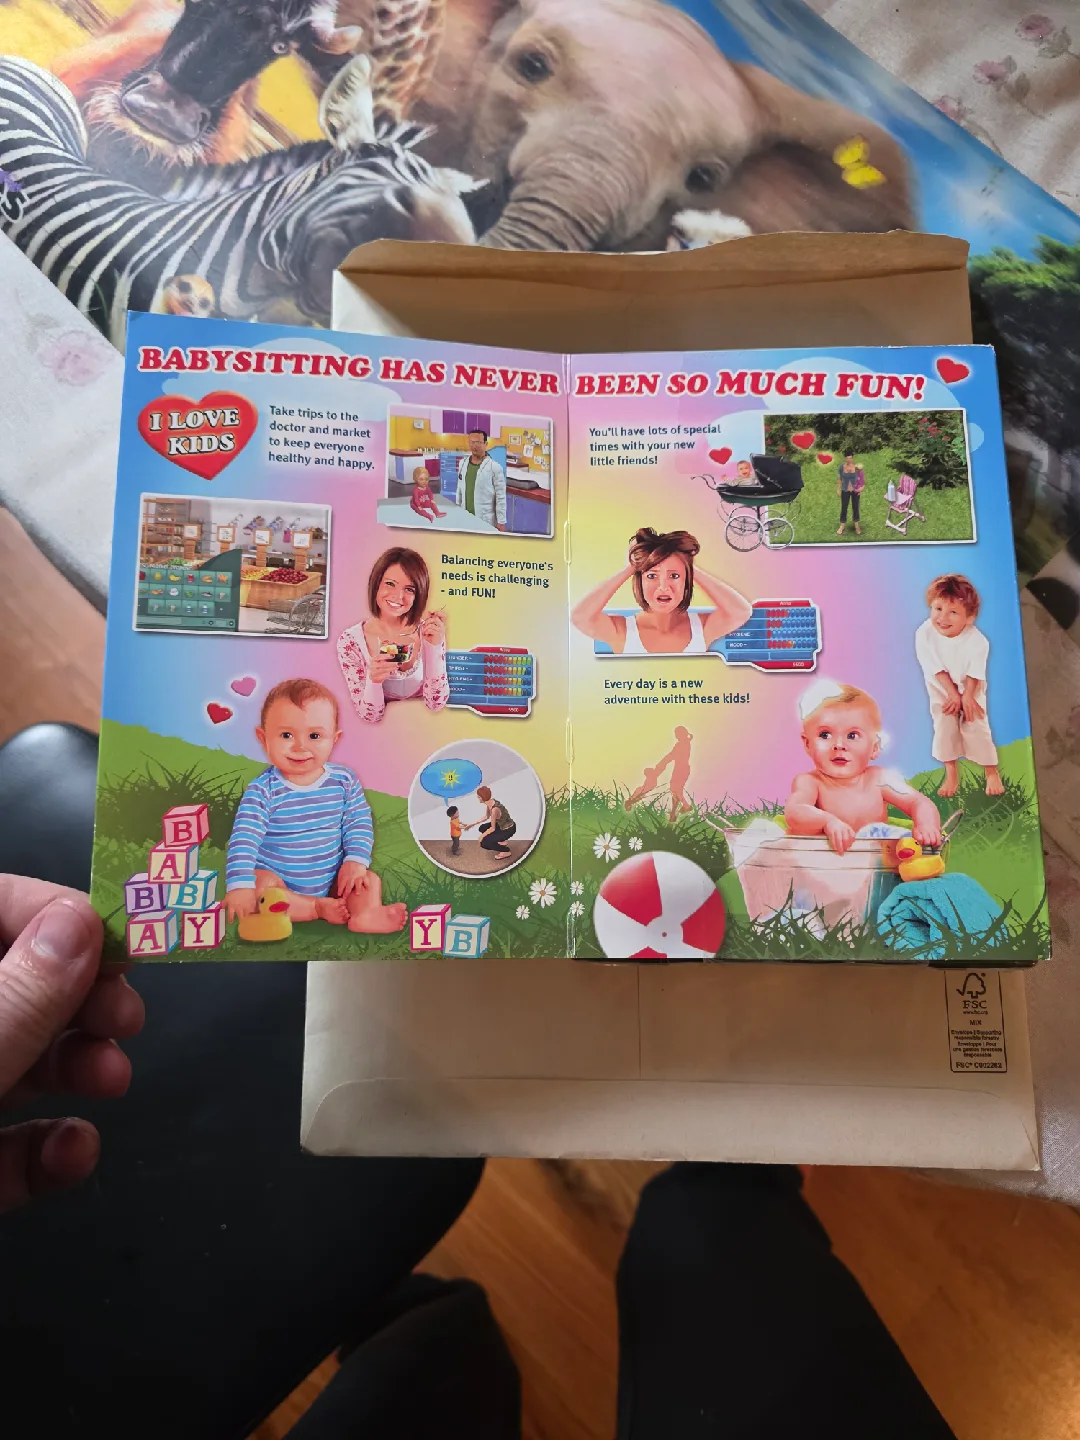 BABYSITTING HAS NEVER BEEN SO MUCH FUN!
I LOVE
KIDS
Take trips to the
doctor and market
to keep everyone
healthy and happy.
You'll have lots of special
times with your new
little friends!
Balancing everyone's
needs is challenging
- and FUN!
Every day is a new
adventure with these kids!
B
A
B B
A Y
Y B
FSC
MIX